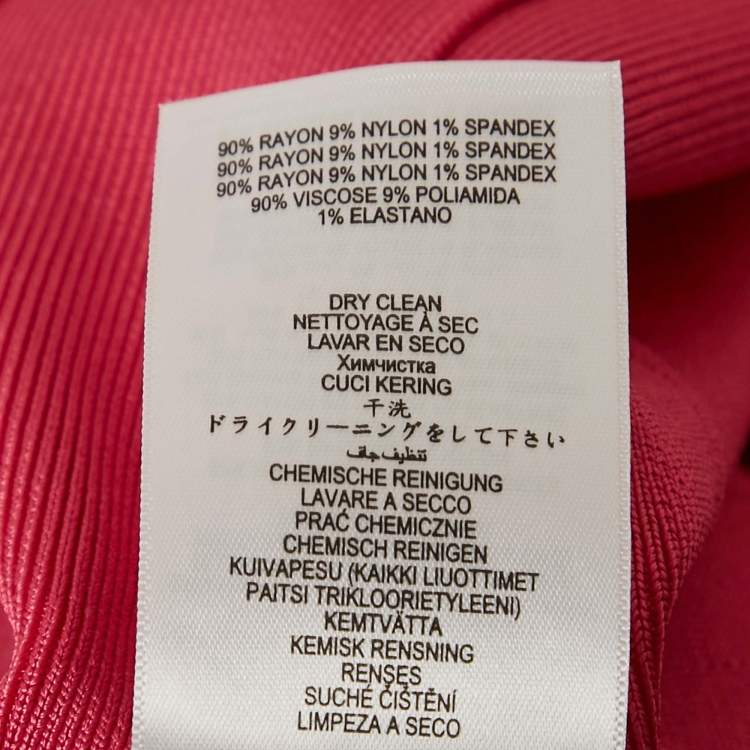 90% RAYON 9% NYLON 1% SPANDEX
90% RAYON 9% NYLON 1% SPANDEX
90% RAYON 9% NYLON 1% SPANDEX
90% VISCOSE 9% POLIAMIDA
1% ELASTANO
DRY CLEAN
NETTOYAGE À SEC
LAVAR EN SECO
Химчистка
CUCI KERING
干洗
ドライクリーニングをして下さい
تنظيف جاف
CHEMISCHE REINIGUNG
LAVARE A SECCO
PRAĆ CHEMICZNIE
CHEMISCH REINIGEN
KUIVAPESU (KAIKKI LIUOTTIMET
PAITSI TRIKLOORIETYLEENI)
KEMTVÄTTA
KEMISK RENSNING
RENSES
SUCHÉ ČIŠTĚNÍ
LIMPEZA A SECO